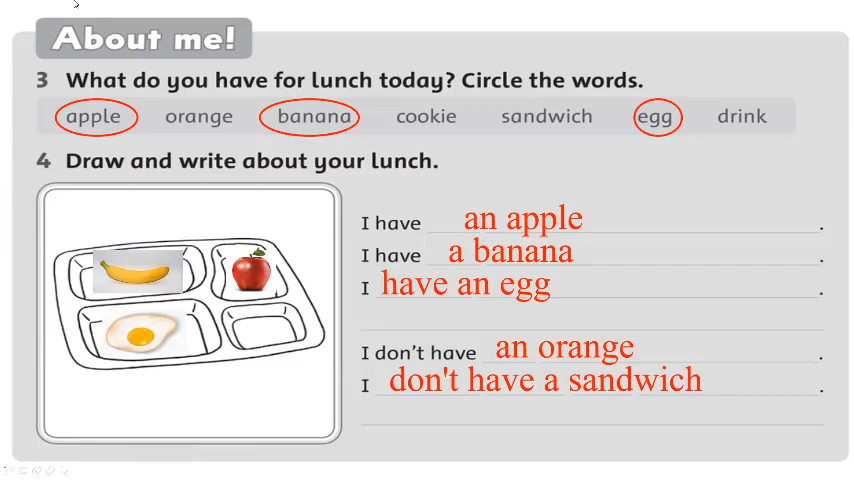 About me!
3 What do you have for lunch today? Circle the words.
apple orange banana cookie sandwich egg drink
4 Draw and write about your lunch.
I have an apple .
I have a banana .
I have an egg .
I don't have an orange .
I don't have a sandwich .